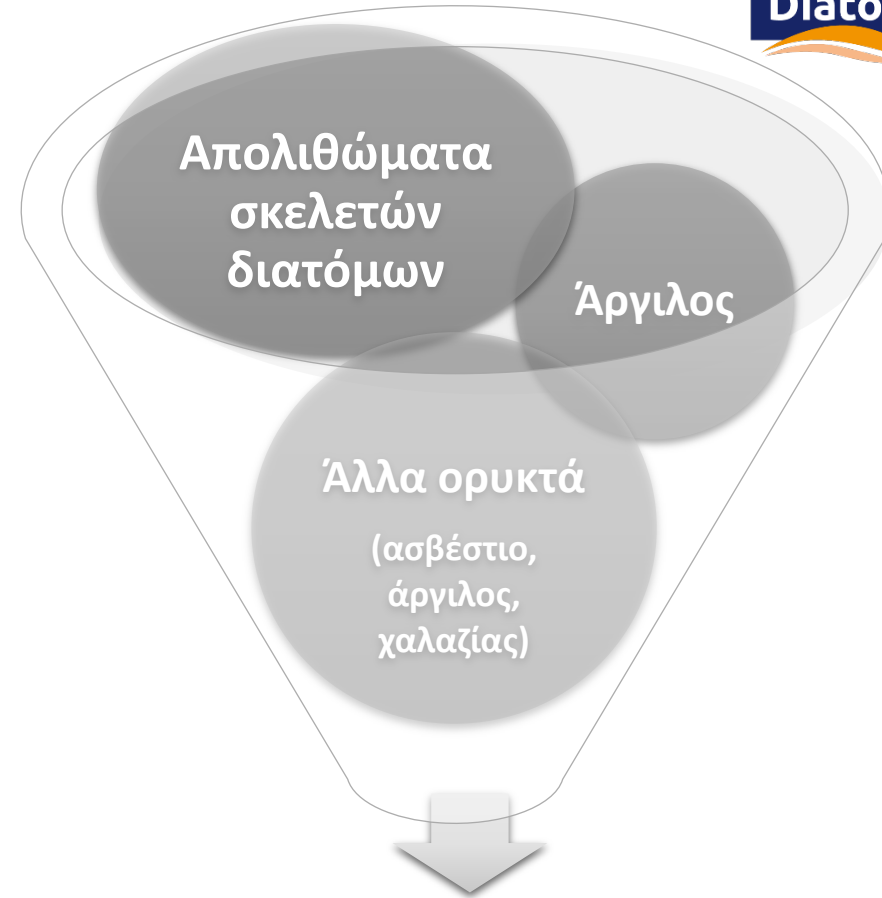 Απολιθώματα
σκελετών
διατόμων
Άργιλος
Άλλα ορυκτά
(ασβέστιο,
άργιλος,
χαλαζίας)